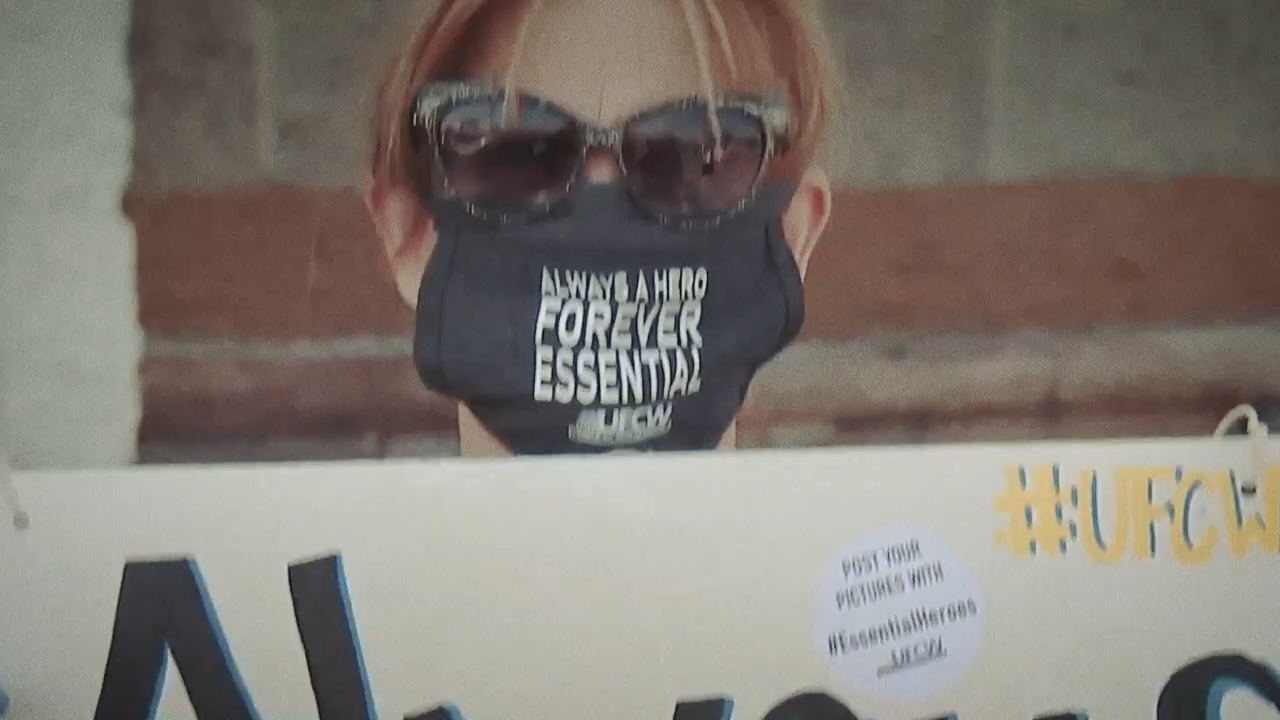 ALWAYS A HERO
FOREVER
ESSENTIAL
UFCW
#UFCW
POST YOUR
PICTURES WITH
#EssentialHeroes
UFCW